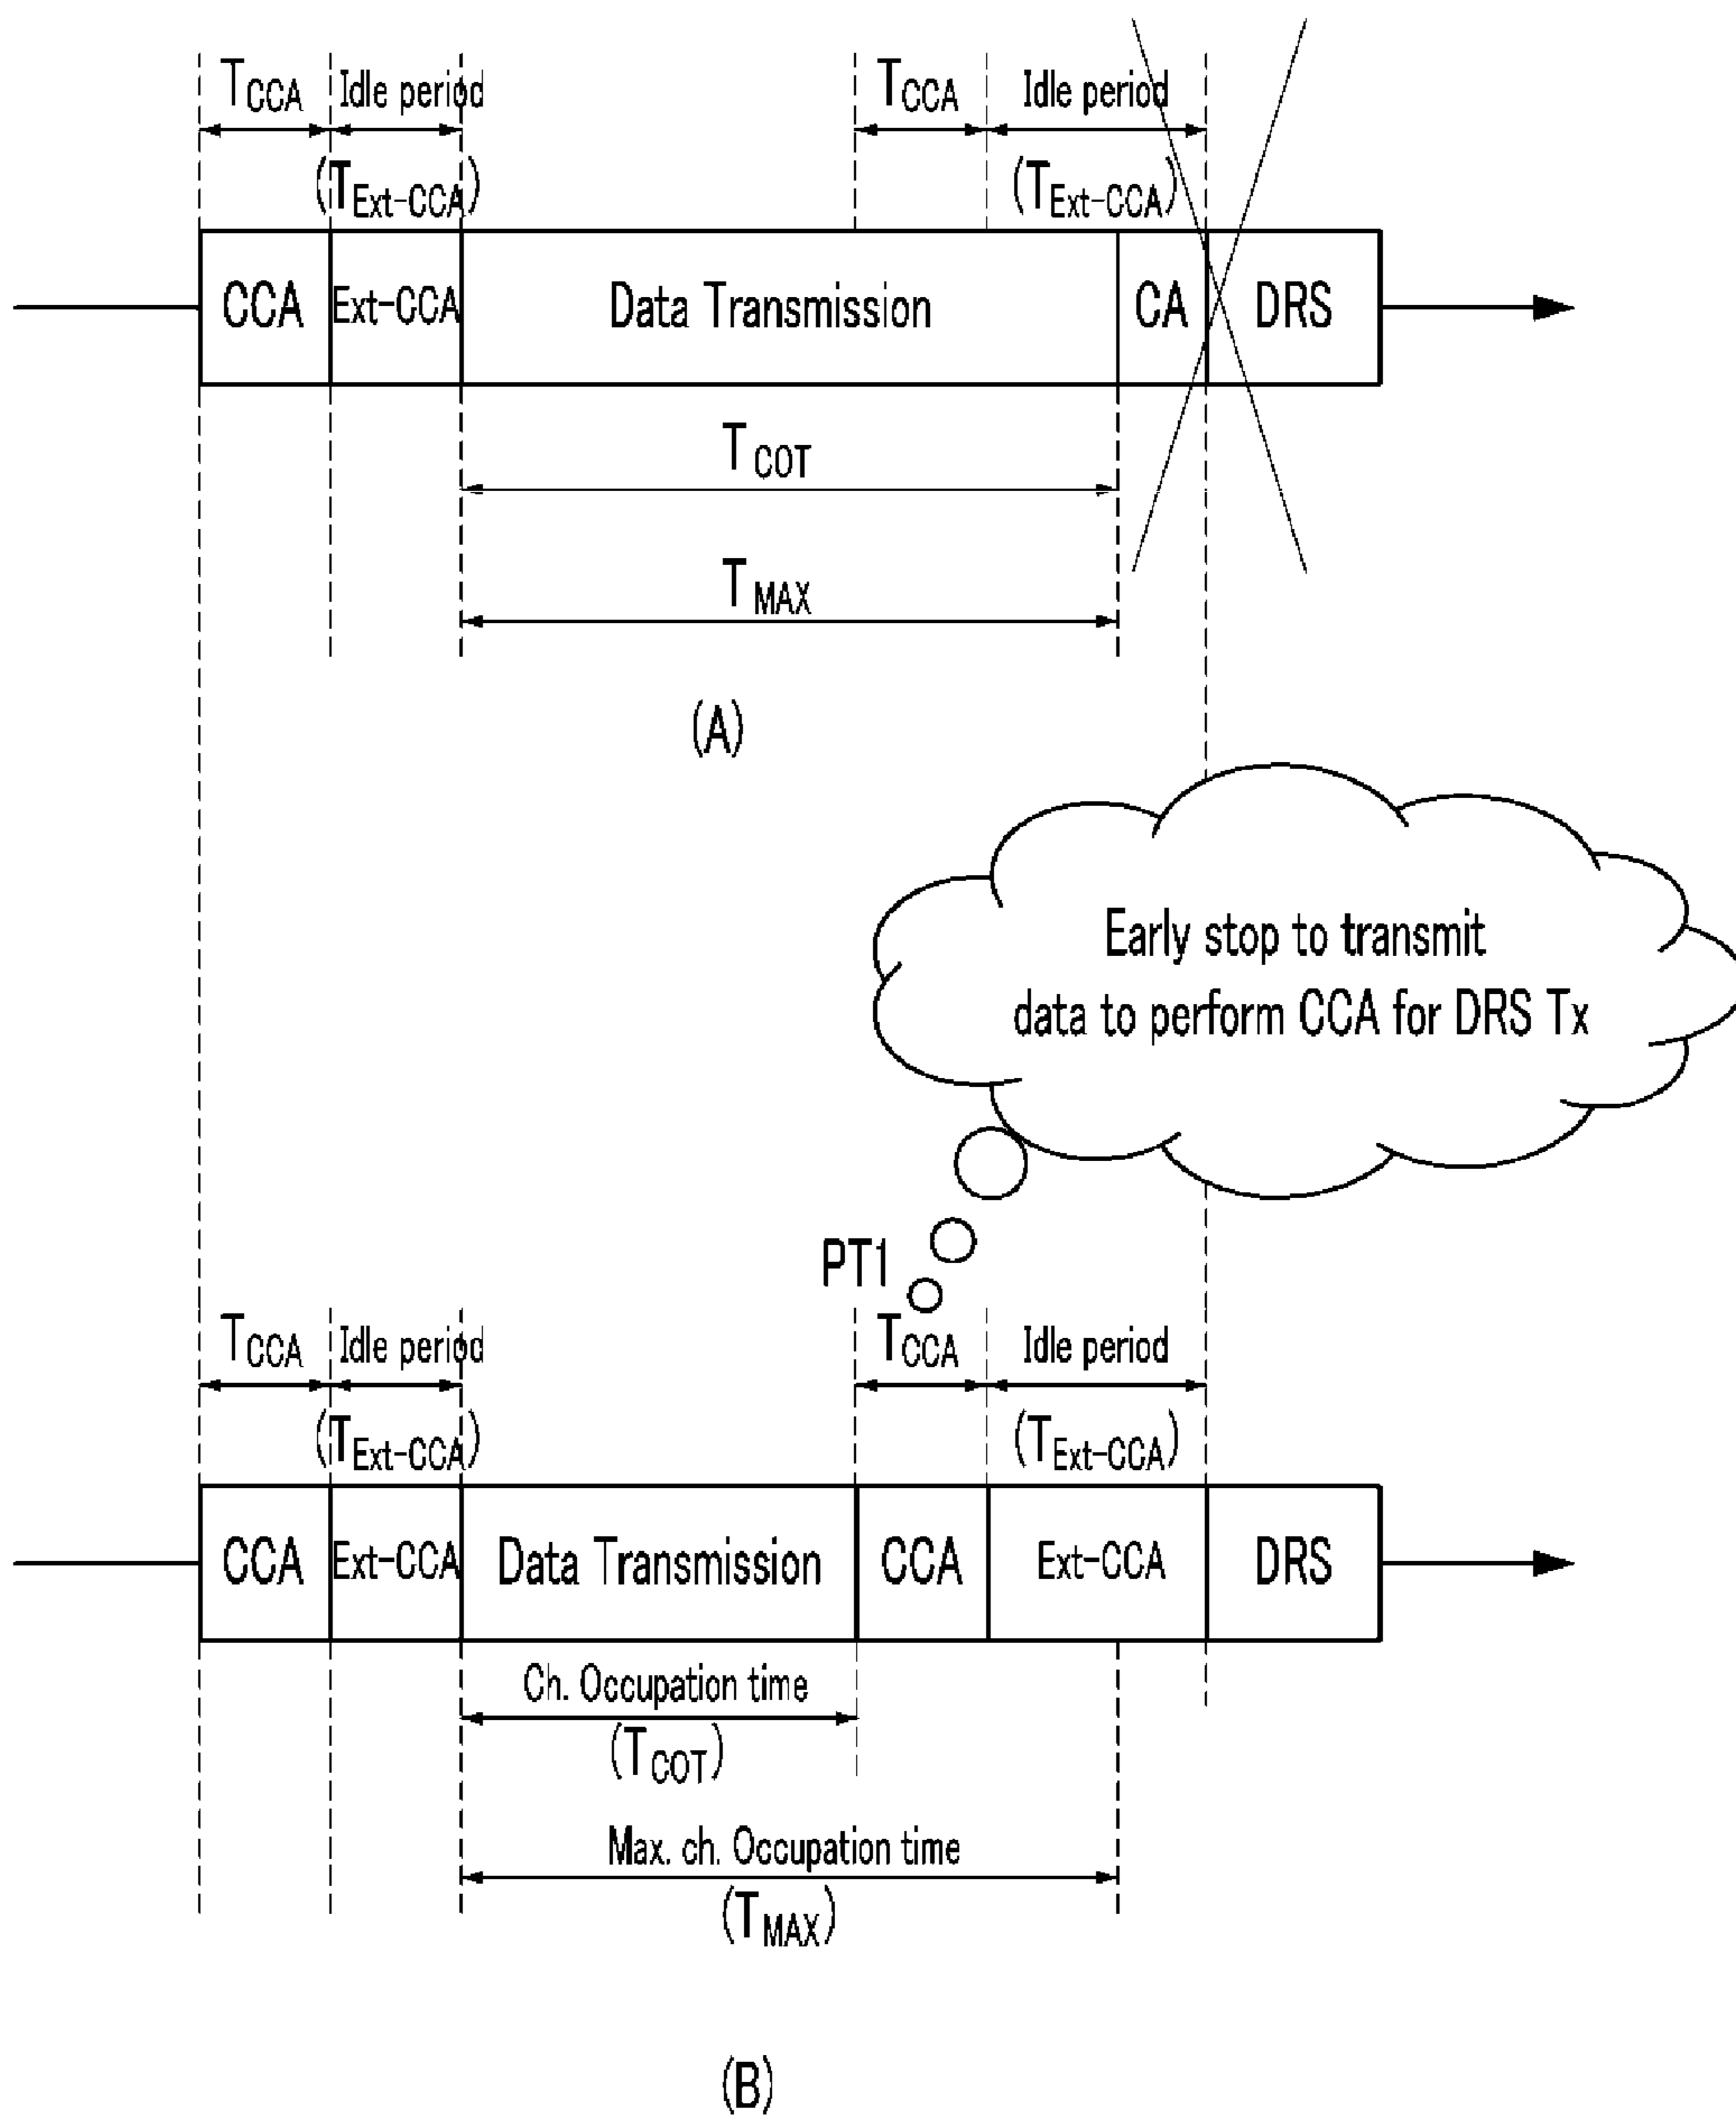 TCCA Idle period TCCA Idle period
(TExt-CCA) (TExt-CCA)
CCA Ext-CCA Data Transmission CA DRS
TCOT
TMAX
(A)
Early stop to transmit
data to perform CCA for DRS Tx
PT1
TCCA Idle period TCCA Idle period
(TExt-CCA) (TExt-CCA)
CCA Ext-CCA Data Transmission CCA Ext-CCA DRS
Ch. Occupation time
(TCOT)
Max. ch. Occupation time
(TMAX)
(B)